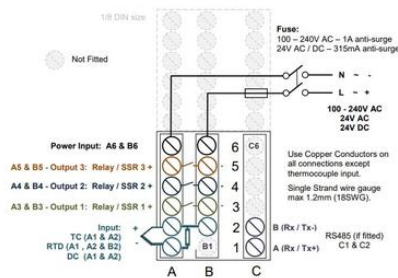 1/8 DIN size
Fuse:
100 – 240V AC – 1A anti-surge
24V AC / DC – 315mA anti-surge
Not Fitted
N ~ -
L ~ +
100 - 240V AC
24V AC
24V DC
Power Input: A6 & B6
6 C6
A5 & B5 - Output 3: Relay / SSR 3 + - 5
A4 & B4 - Output 2: Relay / SSR 2 + - 4
A3 & B3 - Output 1: Relay / SSR 1 + - 3
Use Copper Conductors on
all connections except
thermocouple input.
Single Strand wire gauge
max 1.2mm (18SWG).
Input: +
TC (A1 & A2)
RTD (A1 , A2 & B2)
DC (A1 & A2) -
2 B (Rx / Tx-)
B1 1 A (Rx / Tx+)
RS485 (if fitted)
C1 & C2
A B C